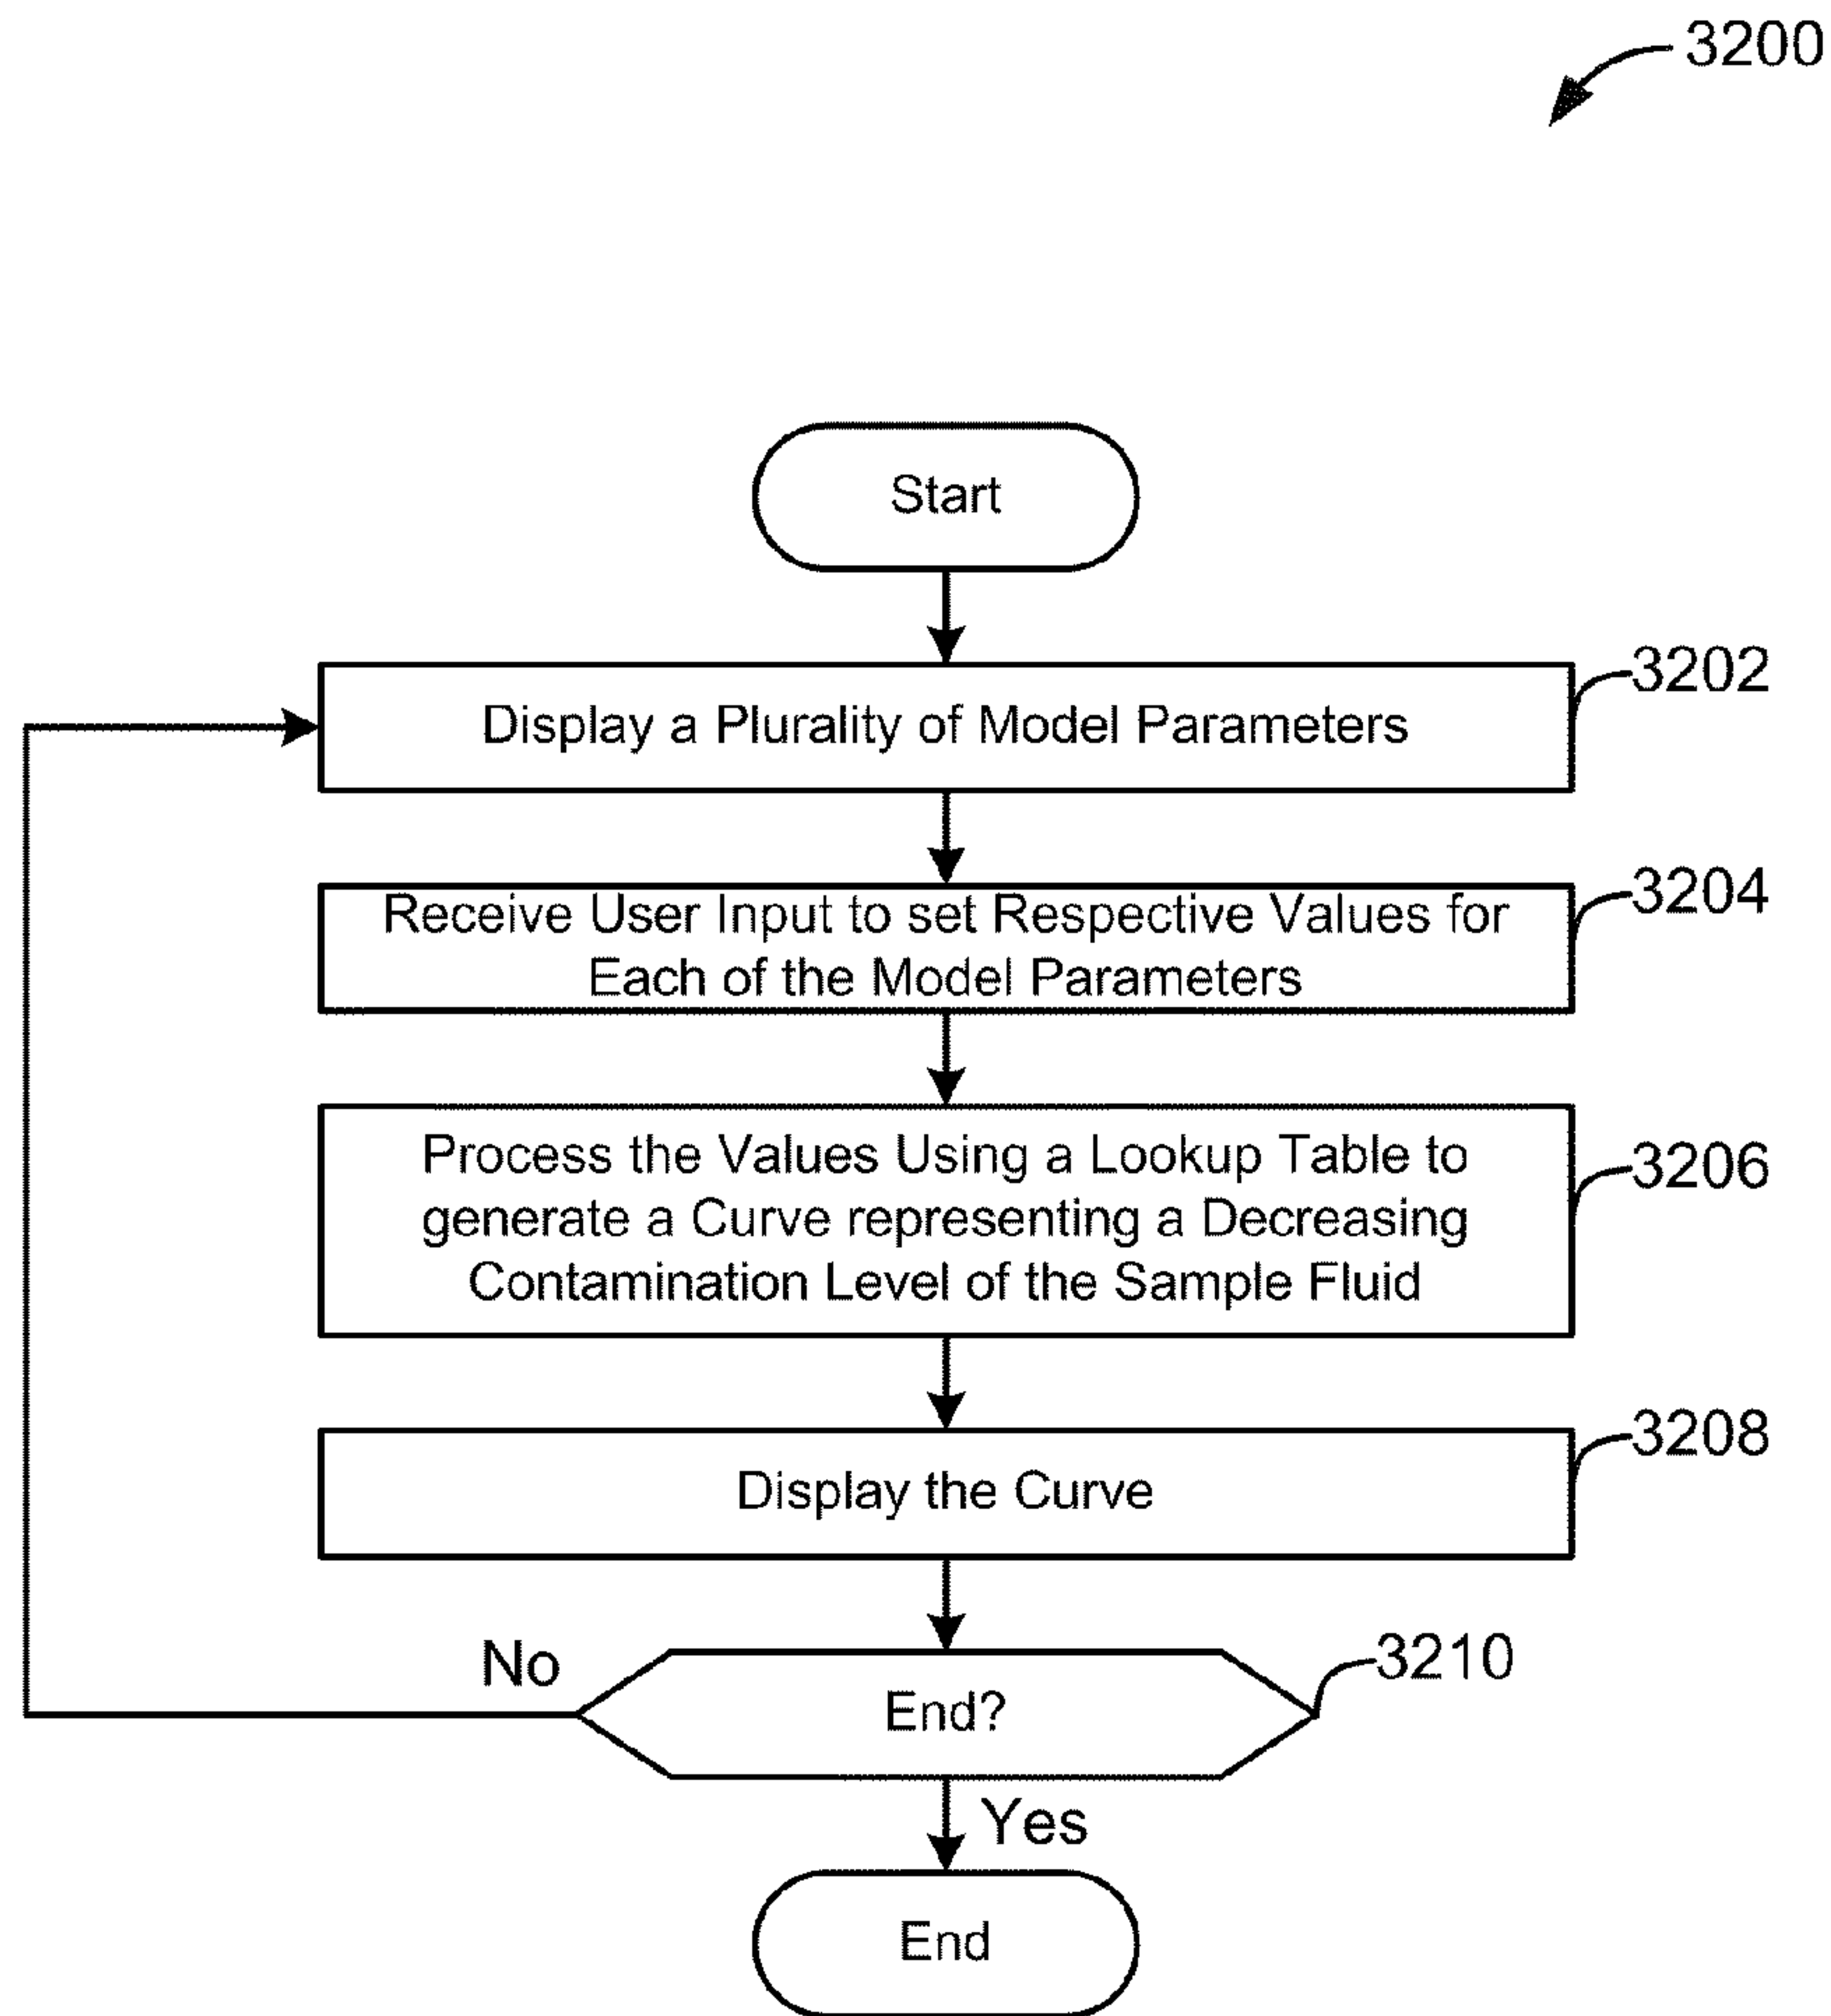 3200
Start
3202
Display a Plurality of Model Parameters
3204
Receive User Input to set Respective Values for
Each of the Model Parameters
3206
Process the Values Using a Lookup Table to
generate a Curve representing a Decreasing
Contamination Level of the Sample Fluid
3208
Display the Curve
No
3210
End?
Yes
End